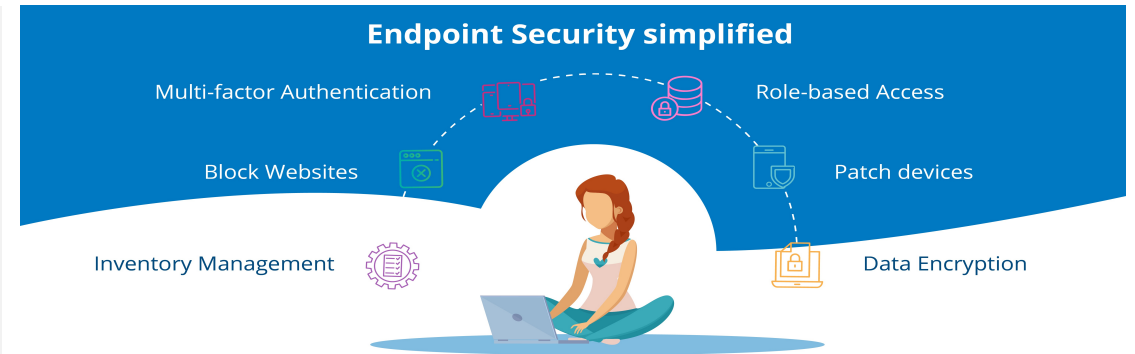 Endpoint Security simplified
Multi-factor Authentication
Role-based Access
Block Websites
Patch devices
Inventory Management
Data Encryption